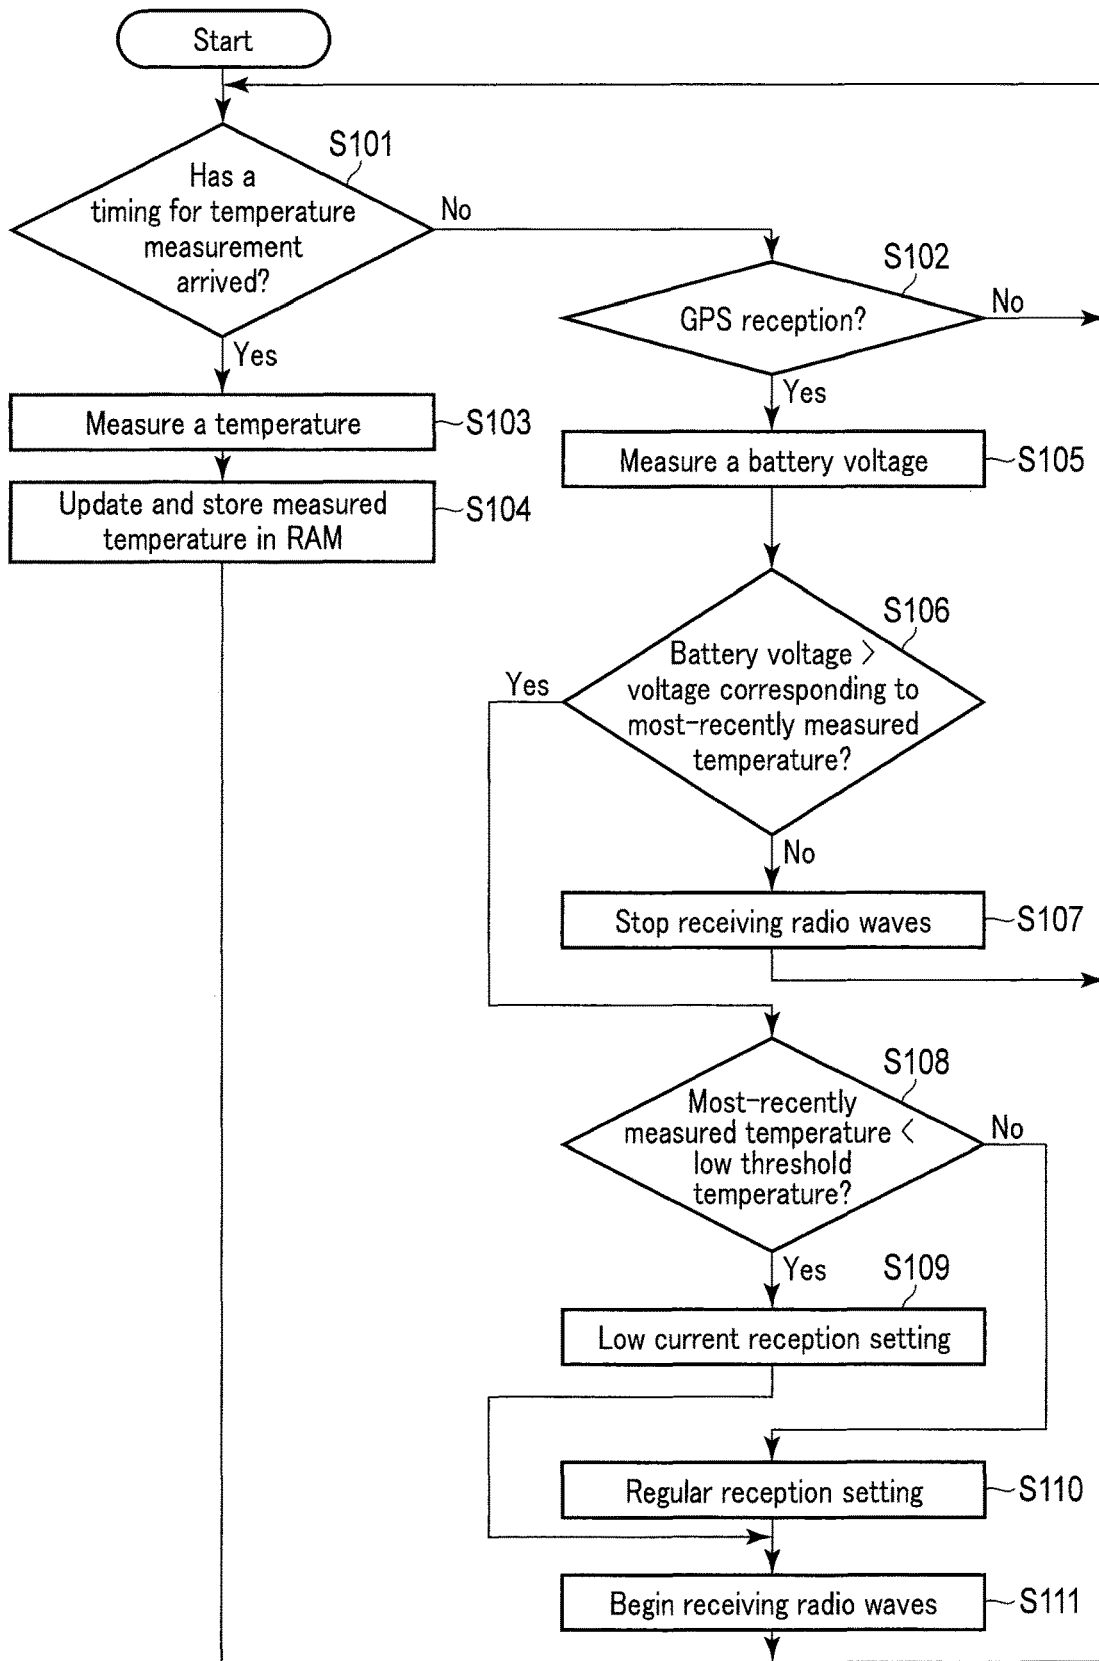 Start
S101
Has a
timing for temperature
measurement
arrived?
No
Yes
S102
GPS reception?
No
Yes
Measure a temperature
S103
Update and store measured
temperature in RAM
S104
Measure a battery voltage
S105
S106
Battery voltage >
voltage corresponding to
most-recently measured
temperature?
Yes
No
Stop receiving radio waves
S107
S108
Most-recently
measured temperature <
low threshold
temperature?
No
Yes
S109
Low current reception setting
Regular reception setting
S110
Begin receiving radio waves
S111